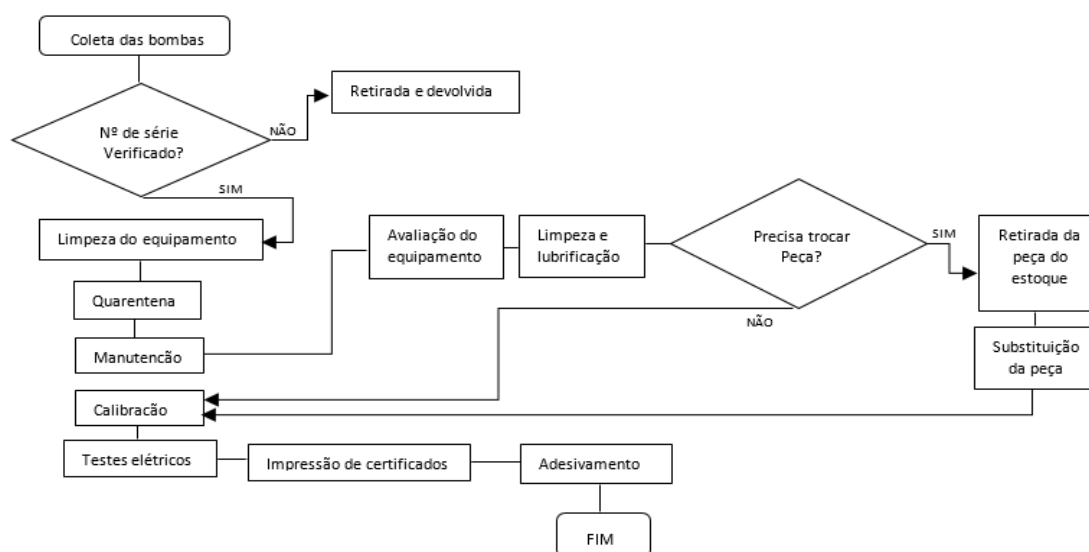 Coleta das bombas
Retirada e devolvida
Nº de série
Verificado?
NÃO
SIM
Limpeza do equipamento
Quarentena
Manutencão
Avaliação do
equipamento
Limpeza e
lubrificação
Precisa trocar
Peça?
SIM
NÃO
Retirada da
peça do
estoque
Substituição
da peça
Calibracão
Testes elétricos
Impressão de certificados
Adesivamento
FIM